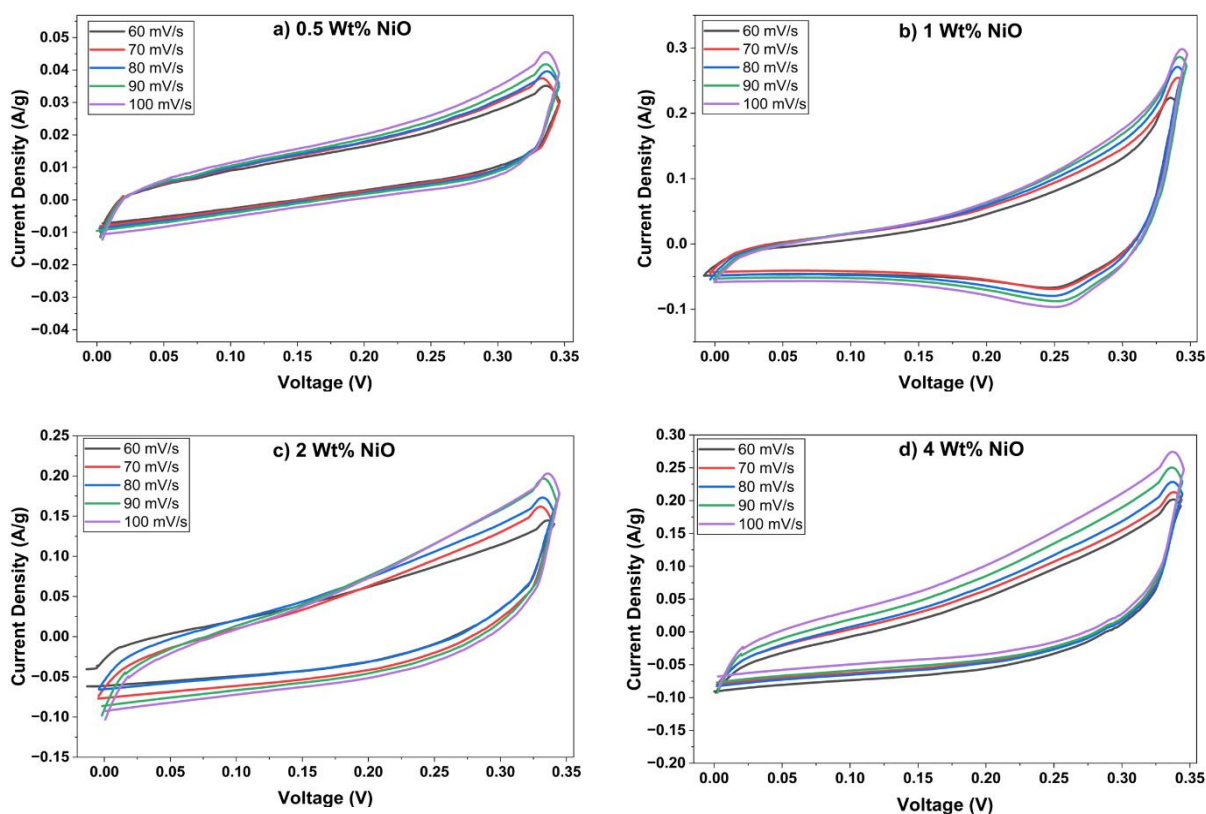 a) 0.5 Wt% NiO
60 mV/s
70 mV/s
80 mV/s
90 mV/s
100 mV/s
0.05
0.04
0.03
0.02
0.01
0.00
−0.01
−0.02
−0.03
−0.04
Current Density (A/g)
0.00 0.05 0.10 0.15 0.20 0.25 0.30 0.35
Voltage (V)
b) 1 Wt% NiO
60 mV/s
70 mV/s
80 mV/s
90 mV/s
100 mV/s
0.3
0.2
0.1
0.0
−0.1
Current Density (A/g)
0.00 0.05 0.10 0.15 0.20 0.25 0.30 0.35
Voltage (V)
c) 2 Wt% NiO
60 mV/s
70 mV/s
80 mV/s
90 mV/s
100 mV/s
0.25
0.20
0.15
0.10
0.05
0.00
−0.05
−0.10
−0.15
Current Density (A/g)
0.00 0.05 0.10 0.15 0.20 0.25 0.30 0.35
Voltage (V)
d) 4 Wt% NiO
60 mV/s
70 mV/s
80 mV/s
90 mV/s
100 mV/s
0.30
0.25
0.20
0.15
0.10
0.05
0.00
−0.05
−0.10
−0.15
−0.20
Current Density (A/g)
0.00 0.05 0.10 0.15 0.20 0.25 0.30 0.35
Voltage (V)